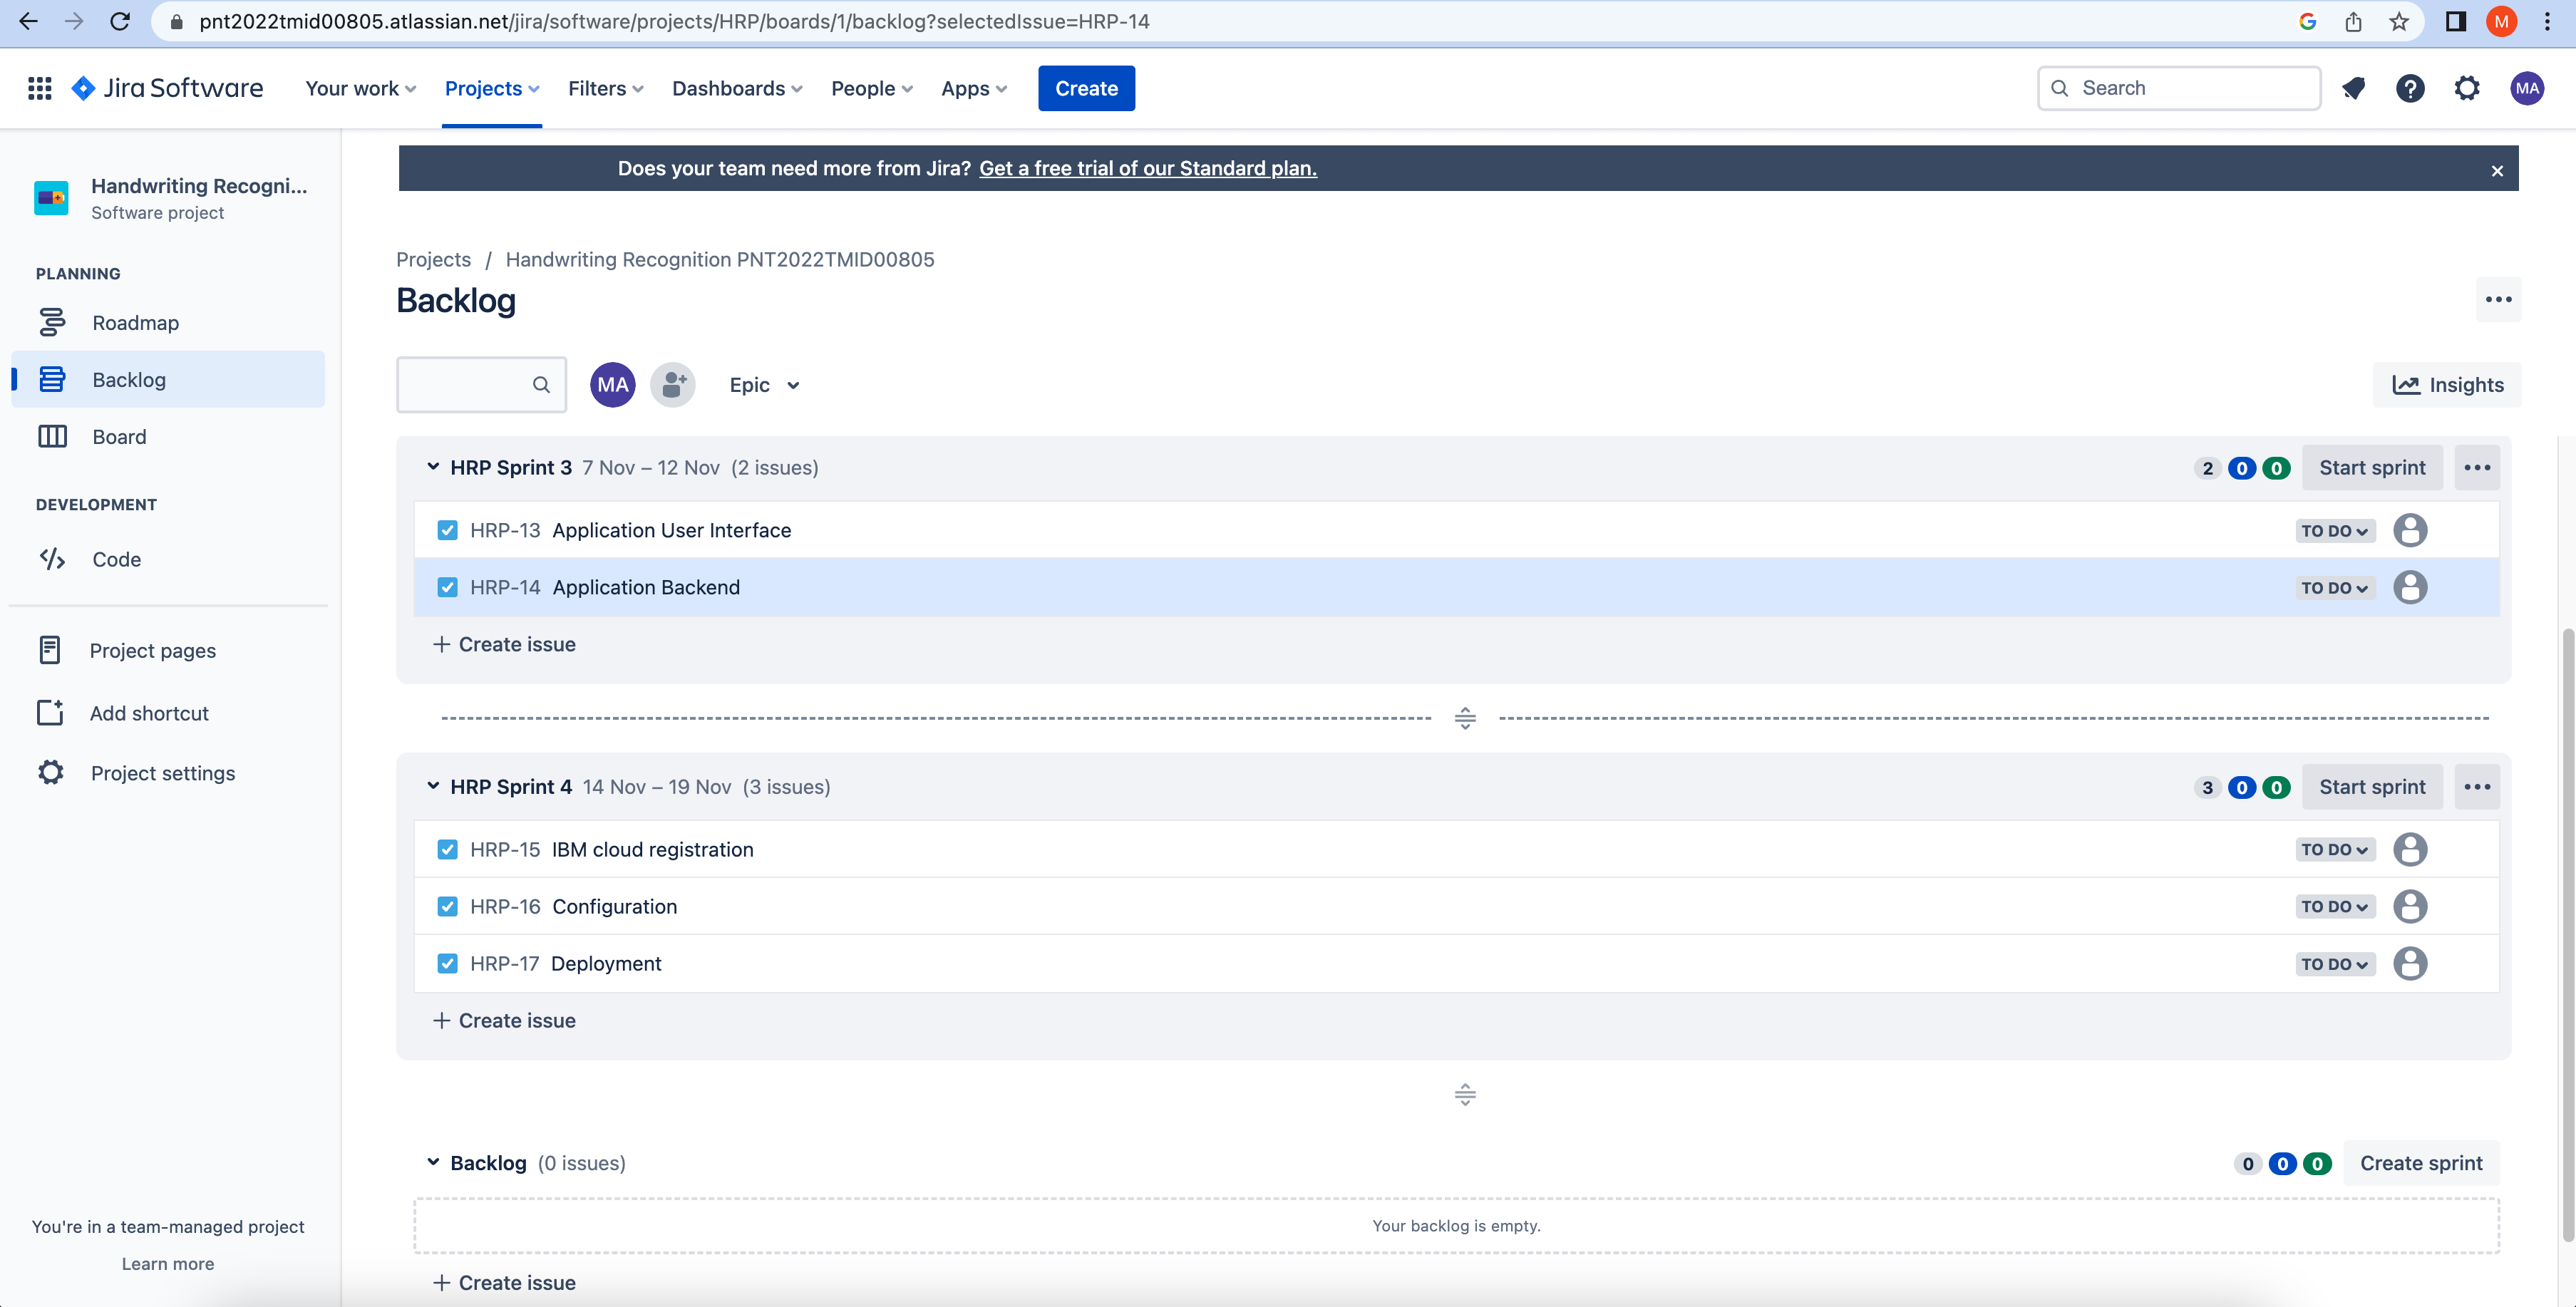 pnt2022tmid00805.atlassian.net/jira/software/projects/HRP/boards/1/backlog?selectedIssue=HRP-14
M
Jira Software Your work Projects Filters Dashboards People Apps Create Search MA
Does your team need more from Jira? Get a free trial of our Standard plan.
Handwriting Recogni...
Software project
PLANNING
Roadmap
Backlog
Board
DEVELOPMENT
Code
Project pages
Add shortcut
Project settings
You're in a team-managed project
Learn more
Projects / Handwriting Recognition PNT2022TMID00805
Backlog
MA Epic Insights
HRP Sprint 3 7 Nov – 12 Nov (2 issues) 2 0 0 Start sprint
HRP-13 Application User Interface TO DO
HRP-14 Application Backend TO DO
+ Create issue
HRP Sprint 4 14 Nov – 19 Nov (3 issues) 3 0 0 Start sprint
HRP-15 IBM cloud registration TO DO
HRP-16 Configuration TO DO
HRP-17 Deployment TO DO
+ Create issue
Backlog (0 issues) 0 0 0 Create sprint
Your backlog is empty.
+ Create issue